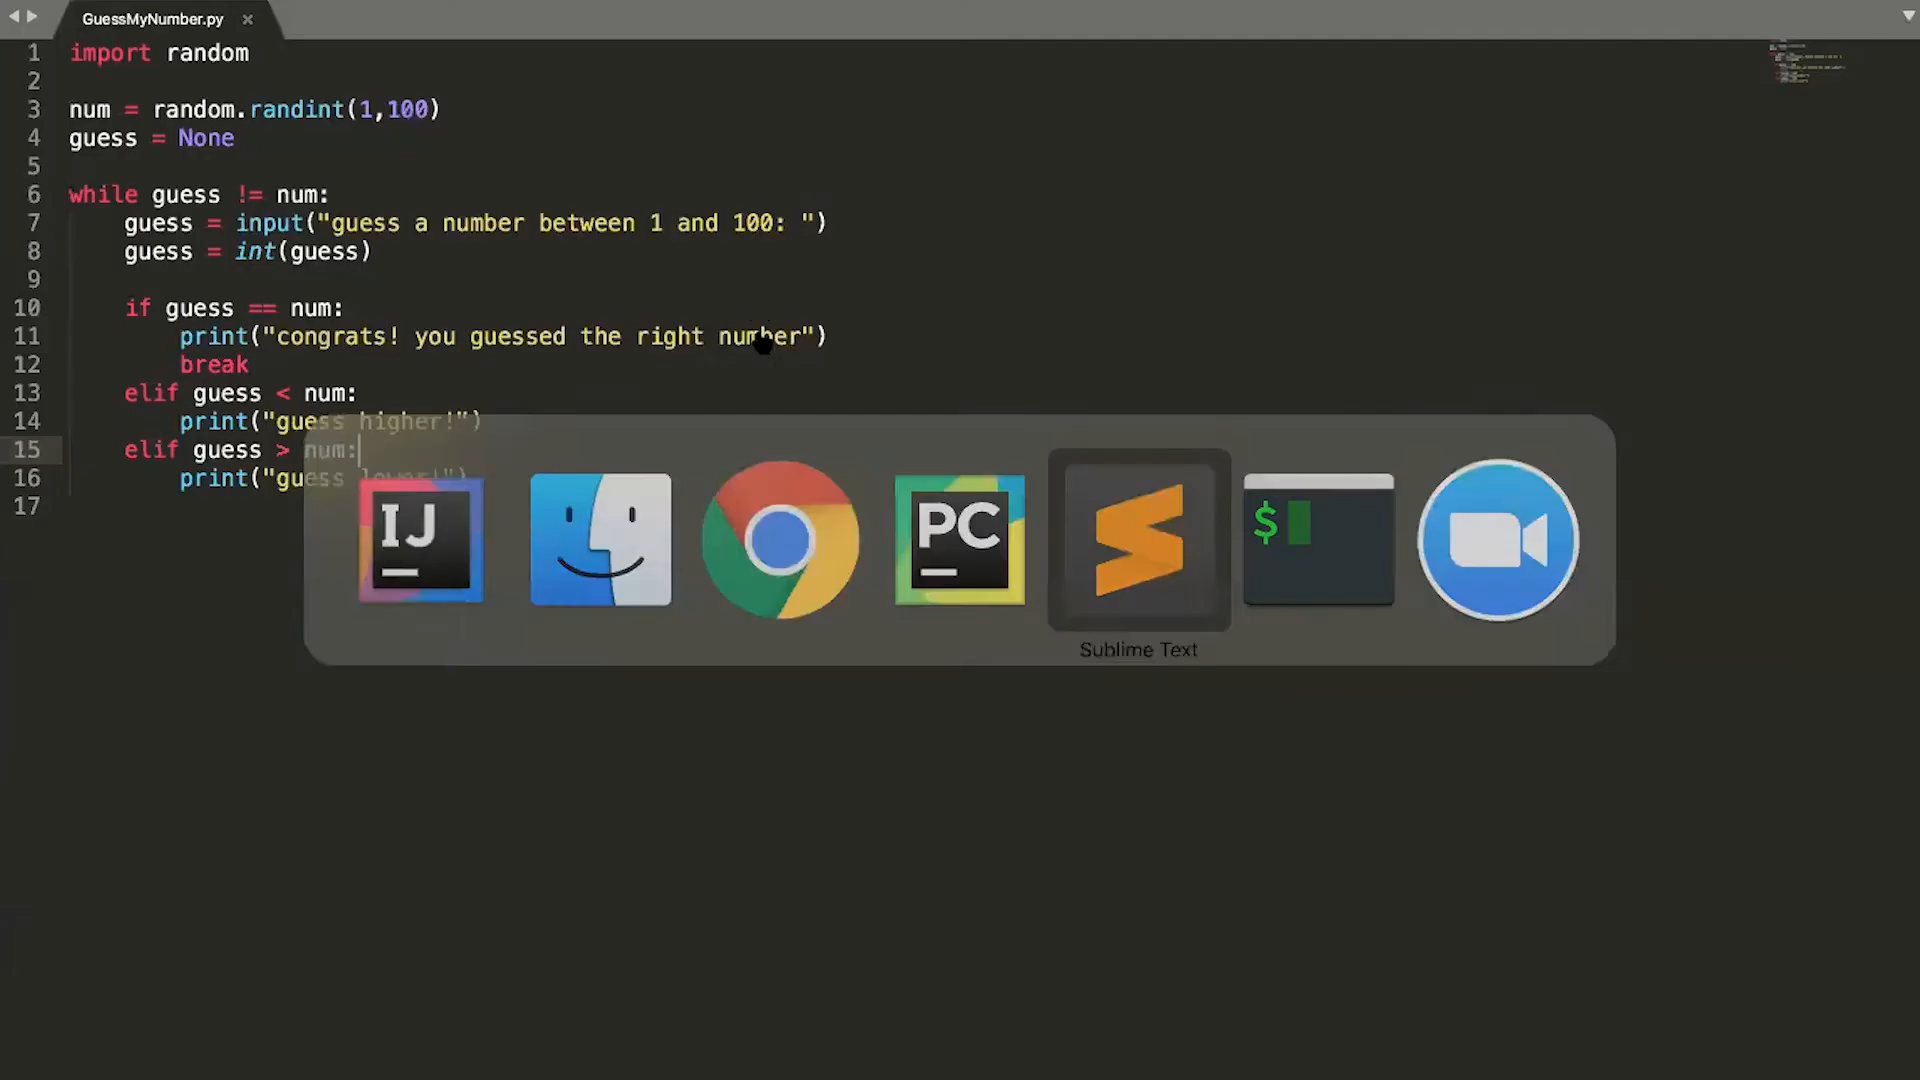 GuessMyNumber.py ×
1 import random
2
3 num = random.randint(1,100)
4 guess = None
5
6 while guess != num:
7 guess = input("guess a number between 1 and 100: ")
8 guess = int(guess)
9
10 if guess == num:
11 print("congrats! you guessed the right number")
12 break
13 elif guess < num:
14 print("guess higher!")
15 elif guess > num:
16 print("guess lower!")
17
IJ
PC
$
Sublime Text